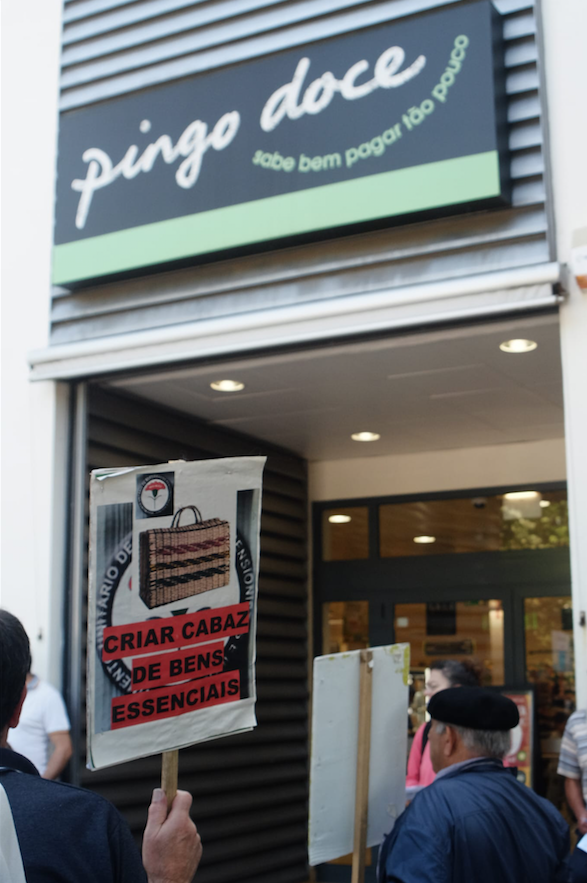 pingo doce
sabe bem pagar tão pouco
CRIAR CABAZ
DE BENS
ESSENCIAIS